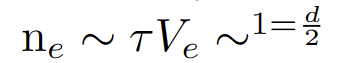 n_e ∼ τV_e ∼^{1=\frac{d}{2}}